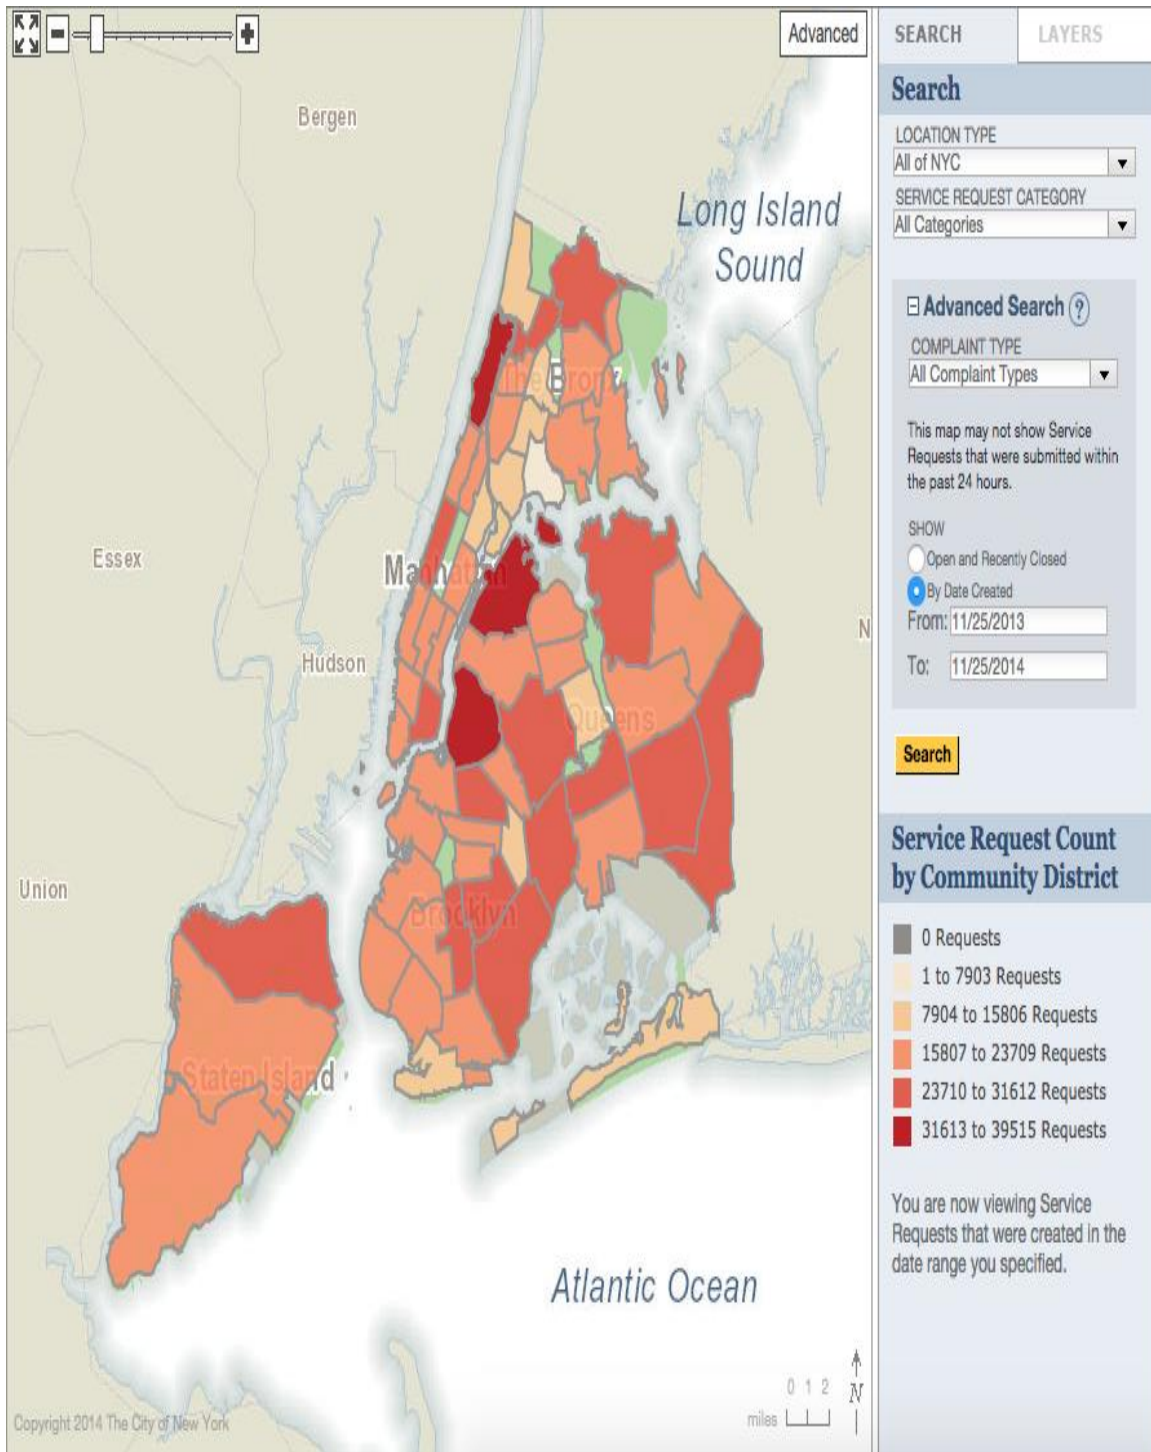 Advanced
Bergen
Long Island
Sound
The Bronx
Essex
Manhattan
Hudson
N
Queens
Union
Brooklyn
Staten Island
Atlantic Ocean
0 1 2
miles
N
Copyright 2014 The City of New York
SEARCH
LAYERS
Search
LOCATION TYPE
All of NYC
SERVICE REQUEST CATEGORY
All Categories
Advanced Search ?
COMPLAINT TYPE
All Complaint Types
This map may not show Service
Requests that were submitted within
the past 24 hours.
SHOW
Open and Recently Closed
By Date Created
From: 11/25/2013
To: 11/25/2014
Search
Service Request Count
by Community District
0 Requests
1 to 7903 Requests
7904 to 15806 Requests
15807 to 23709 Requests
23710 to 31612 Requests
31613 to 39515 Requests
You are now viewing Service
Requests that were created in the
date range you specified.